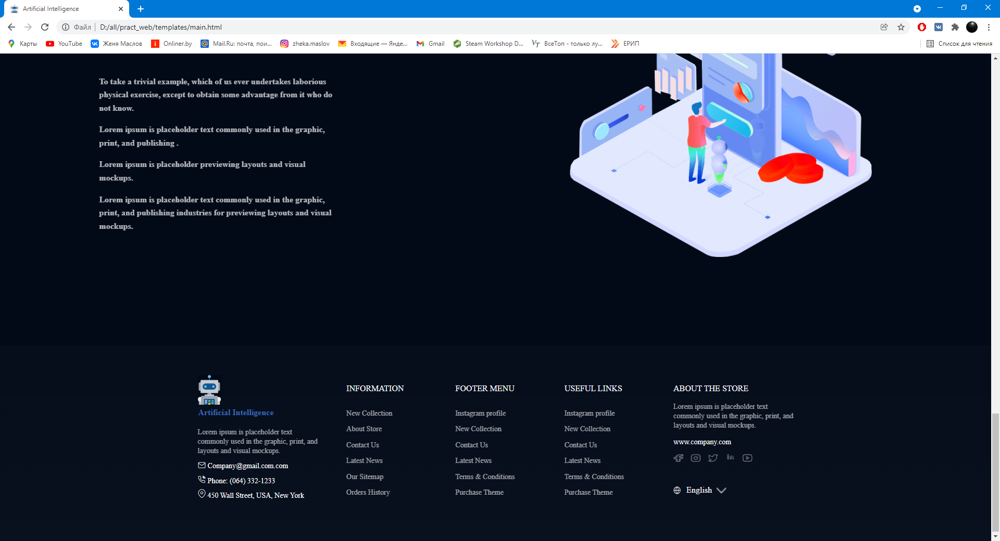 Artificial Intelligence
Файл
D:/all/pract_web/templates/main.html
Карты
YouTube
Женя Маслов
Onliner.by
Mail.Ru: почта, пои...
zheka.maslov
Входящие — Янде...
Gmail
Steam Workshop D...
ВсеТоп - только лу...
ЕРИП
Список для чтения
To take a trivial example, which of us ever undertakes laborious
physical exercise, except to obtain some advantage from it who do
not know.
Lorem ipsum is placeholder text commonly used in the graphic,
print, and publishing .
Lorem ipsum is placeholder previewing layouts and visual
mockups.
Lorem ipsum is placeholder text commonly used in the graphic,
print, and publishing industries for previewing layouts and visual
mockups.
Artificial Intelligence
Lorem ipsum is placeholder text
commonly used in the graphic, print, and
layouts and visual mockups.
Company@gmail.com.com
Phone: (064) 332-1233
450 Wall Street, USA, New York
INFORMATION
New Collection
About Store
Contact Us
Latest News
Our Sitemap
Orders History
FOOTER MENU
Instagram profile
New Collection
Contact Us
Latest News
Terms & Conditions
Purchase Theme
USEFUL LINKS
Instagram profile
New Collection
Contact Us
Latest News
Terms & Conditions
Purchase Theme
ABOUT THE STORE
Lorem ipsum is placeholder text
commonly used in the graphic, print, and
layouts and visual mockups.
www.company.com
English